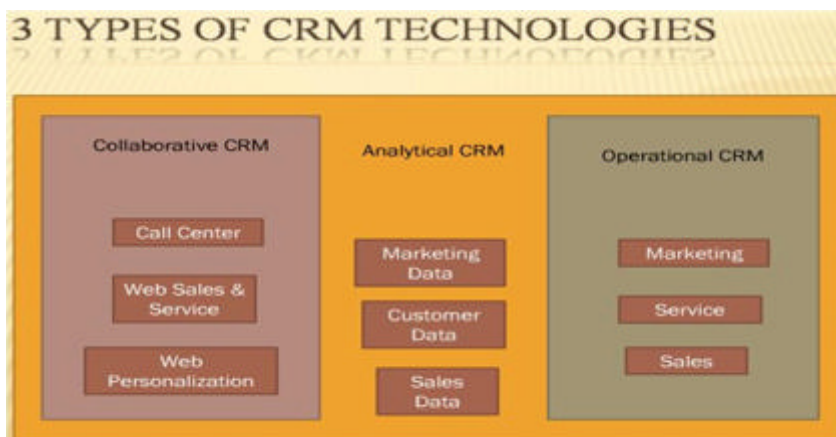 3 TYPES OF CRM TECHNOLOGIES
Collaborative CRM
Call Center
Web Sales &
Service
Web
Personalization
Analytical CRM
Marketing
Data
Customer
Data
Sales
Data
Operational CRM
Marketing
Service
Sales